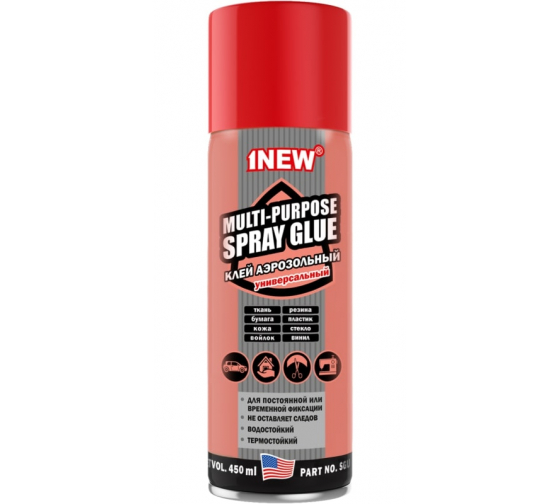 1NEW®
MULTI-PURPOSE
SPRAY GLUE
КЛЕЙ АЭРОЗОЛЬНЫЙ
универсальный
ткань резина
бумага пластик
кожа стекло
войлок винил
• ДЛЯ ПОСТОЯННОЙ ИЛИ
ВРЕМЕННОЙ ФИКСАЦИИ
• НЕ ОСТАВЛЯЕТ СЛЕДОВ
• ВОДОСТОЙКИЙ
• ТЕРМОСТОЙКИЙ
VOL. 450 ml PART NO.